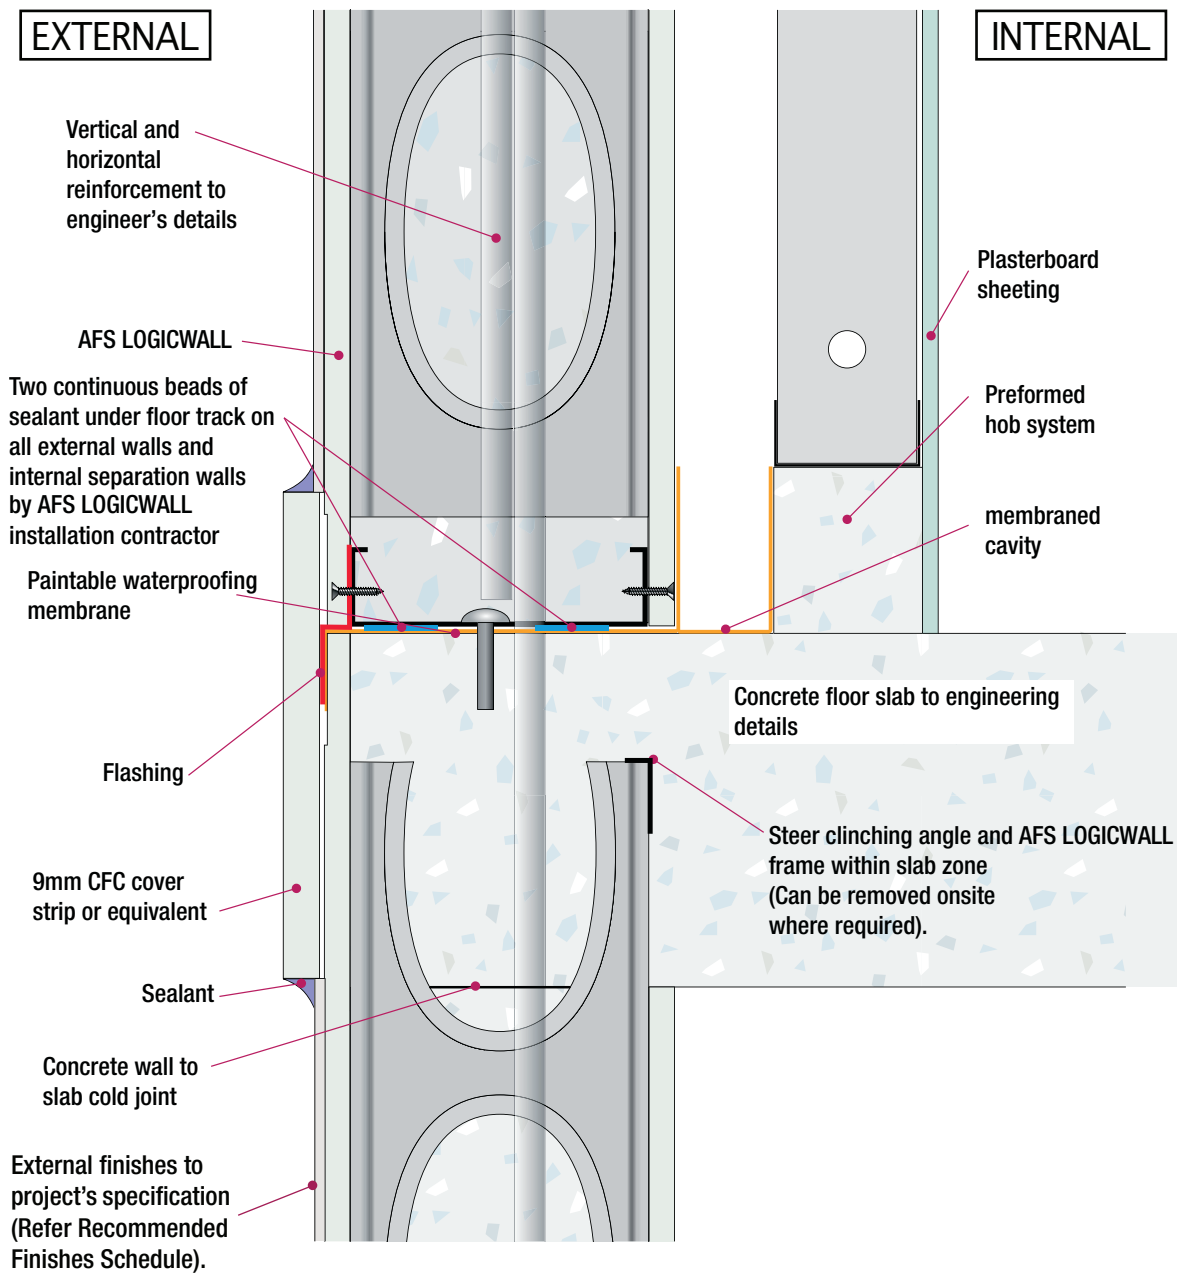 EXTERNAL
INTERNAL
Vertical and
horizontal
reinforcement to
engineer's details
AFS LOGICWALL
Two continuous beads of
sealant under floor track on
all external walls and
internal separation walls
by AFS LOGICWALL
installation contractor
Paintable waterproofing
membrane
Flashing
9mm CFC cover
strip or equivalent
Sealant
Concrete wall to
slab cold joint
External finishes to
project's specification
(Refer Recommended
Finishes Schedule).
Plasterboard
sheeting
Preformed
hob system
membraned
cavity
Concrete floor slab to engineering
details
Steer clinching angle and AFS LOGICWALL
frame within slab zone
(Can be removed onsite
where required).